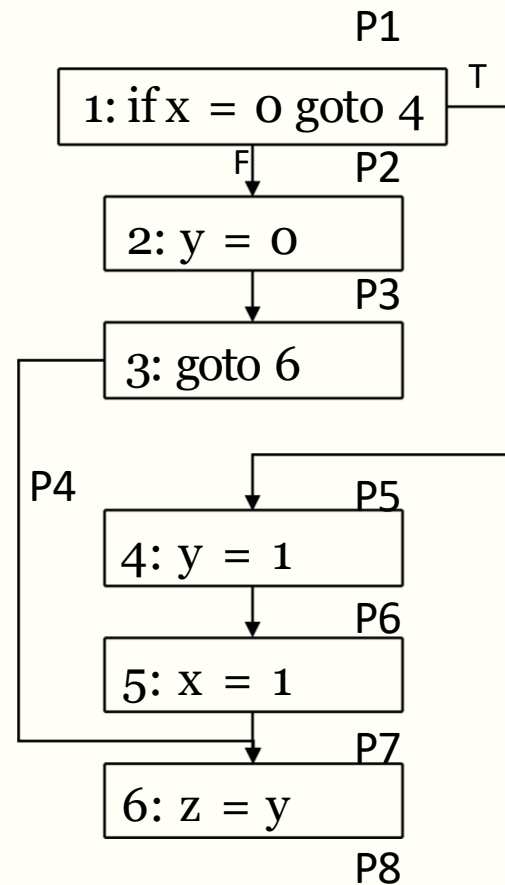 P1
1: if x = 0 goto 4
T
F
P2
2: y = 0
P3
3: goto 6
P4
P5
4: y = 1
P6
5: x = 1
P7
6: z = y
P8